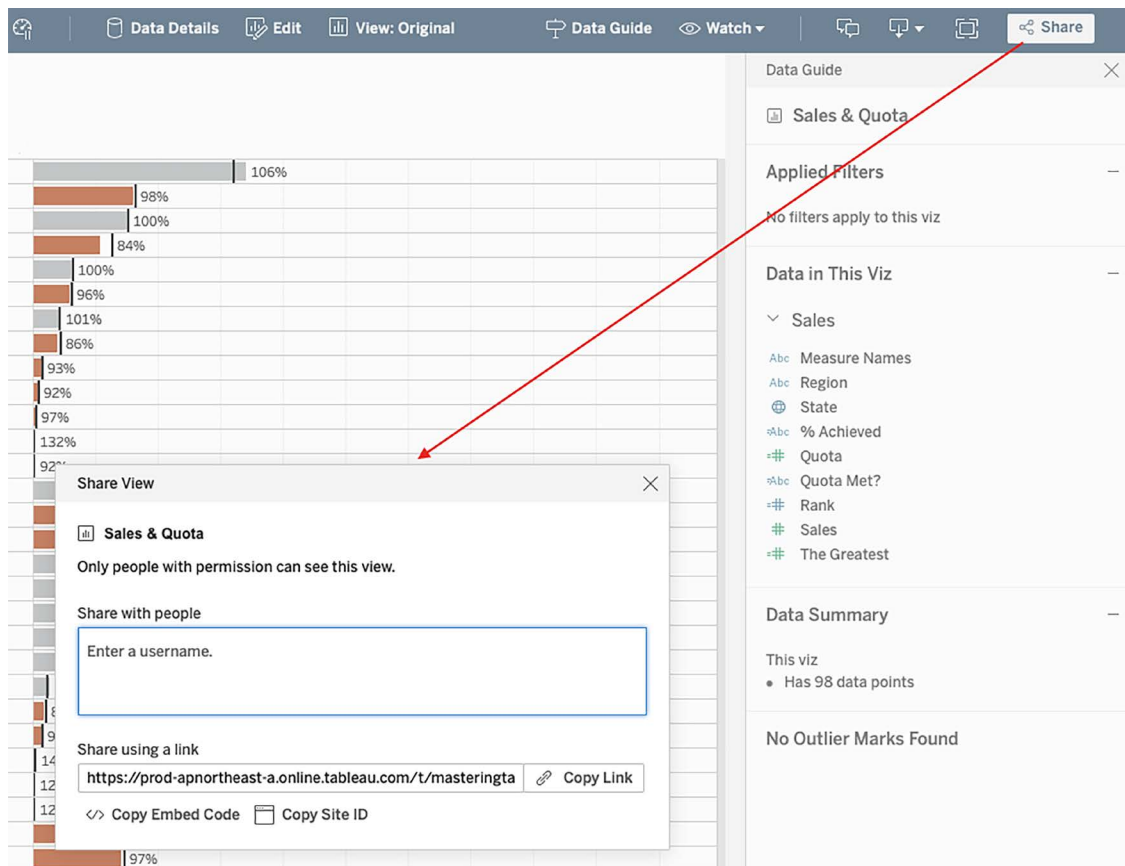 Data Details Edit View: Original Data Guide Watch Share
Data Guide
Sales & Quota
Applied Filters
No filters apply to this viz
Data in This Viz
Sales
Abc Measure Names
Abc Region
State
Abc % Achieved
# Quota
Abc Quota Met?
# Rank
# Sales
# The Greatest
Data Summary
This viz
• Has 98 data points
No Outlier Marks Found
106%
98%
100%
84%
100%
96%
101%
86%
93%
92%
97%
132%
Share View
Sales & Quota
Only people with permission can see this view.
Share with people
Enter a username.
Share using a link
https://prod-apnortheast-a.online.tableau.com/t/masteringta Copy Link
</> Copy Embed Code Copy Site ID
97%